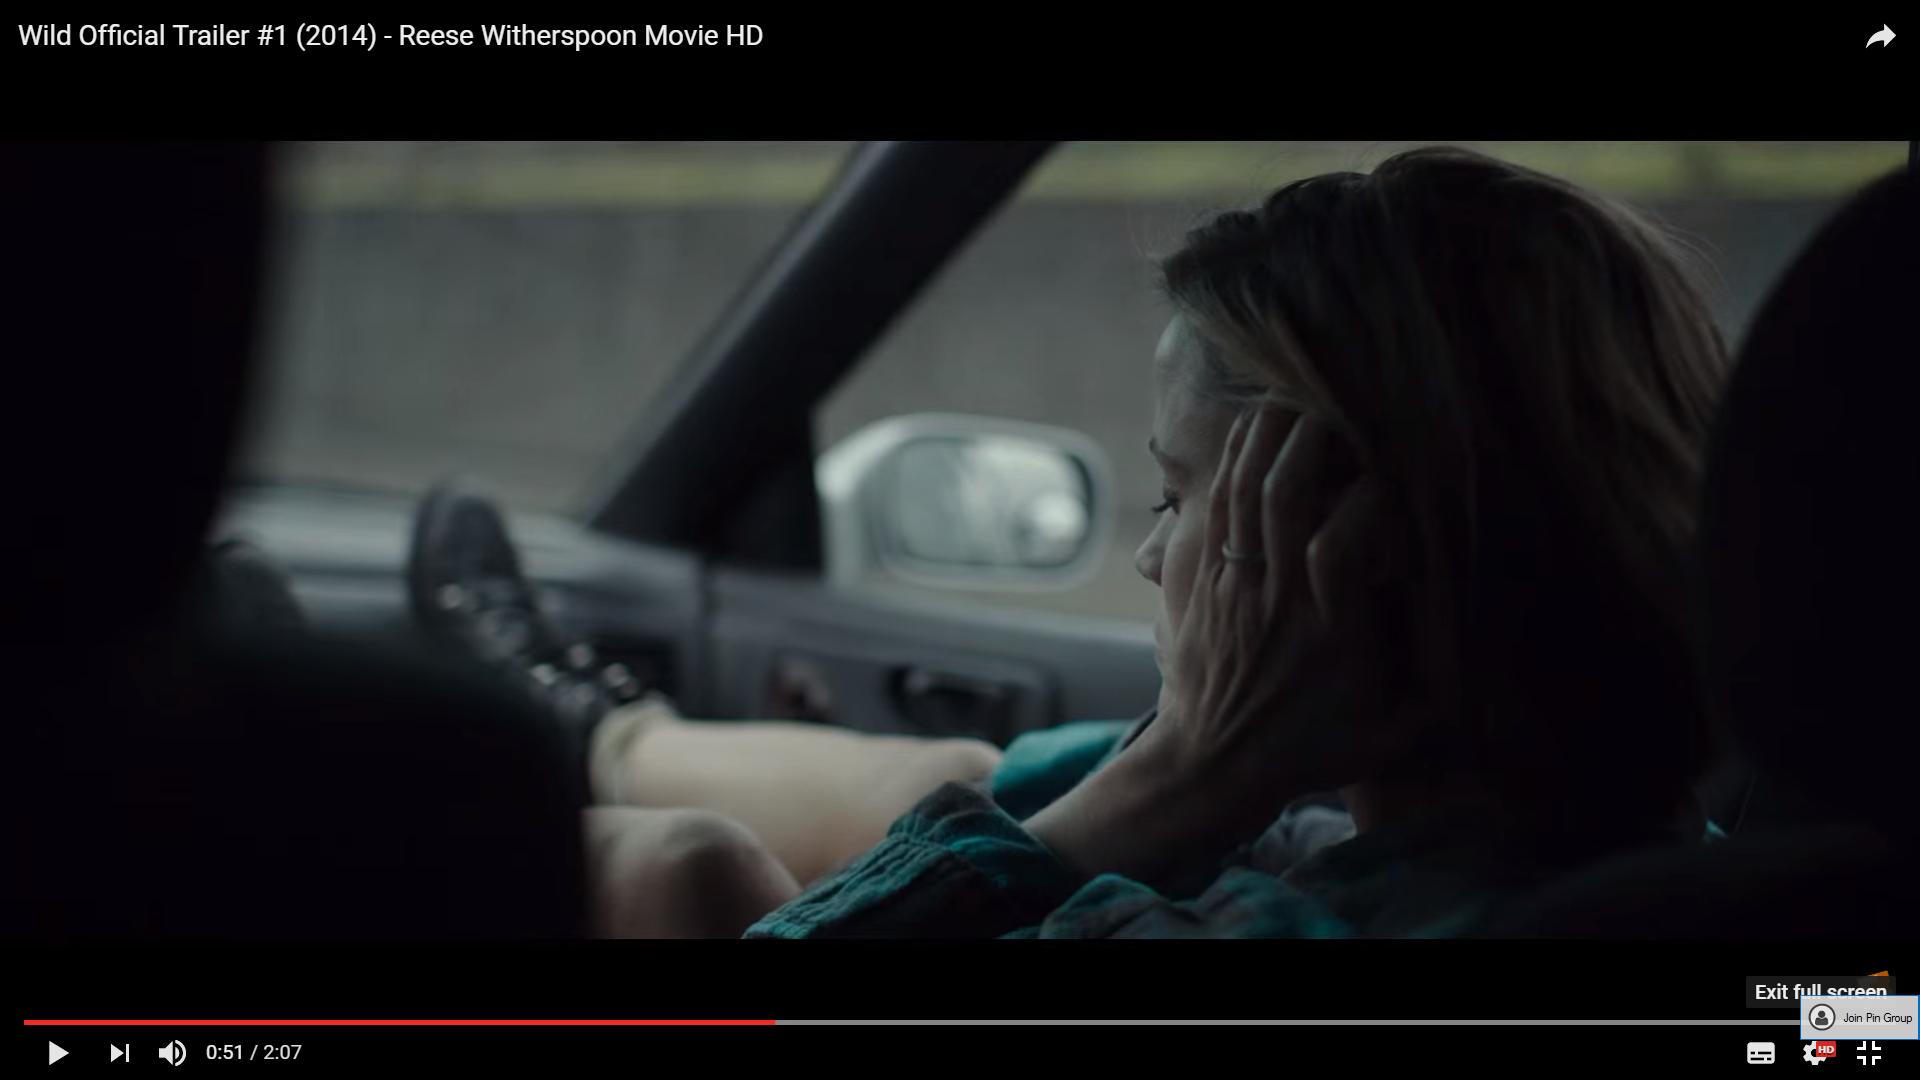 Wild Official Trailer #1 (2014) - Reese Witherspoon Movie HD
Exit full screen
Join Pin Group
0:51 / 2:07
HD